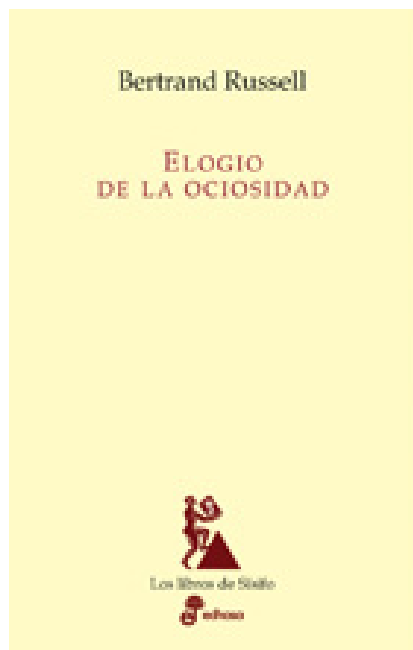 Bertrand Russell
ELOGIO
DE LA OCIOSIDAD
Los libros de Sísifo
edhasa